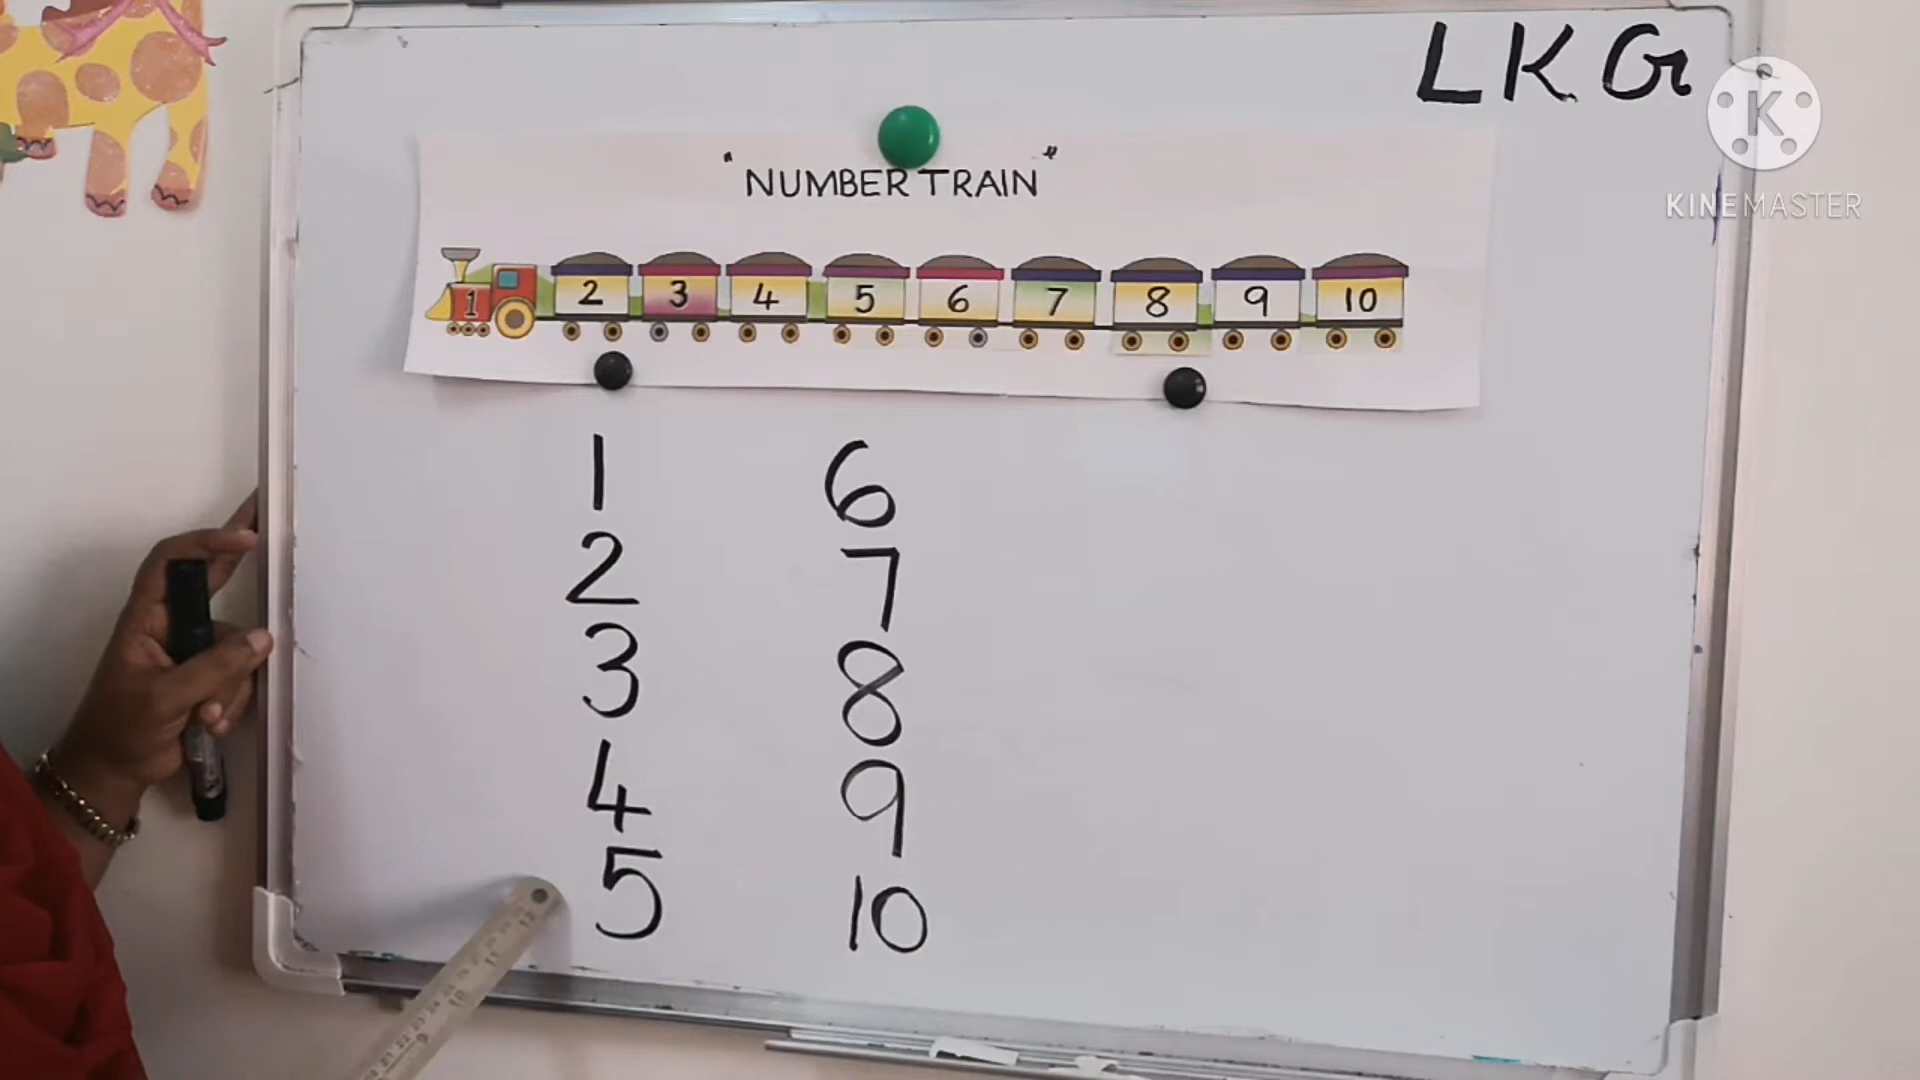 LKG
K
KINEMASTER
"NUMBER TRAIN"
1 2 3 4 5 6 7 8 9 10
1 6
2 7
3 8
4 9
5 10